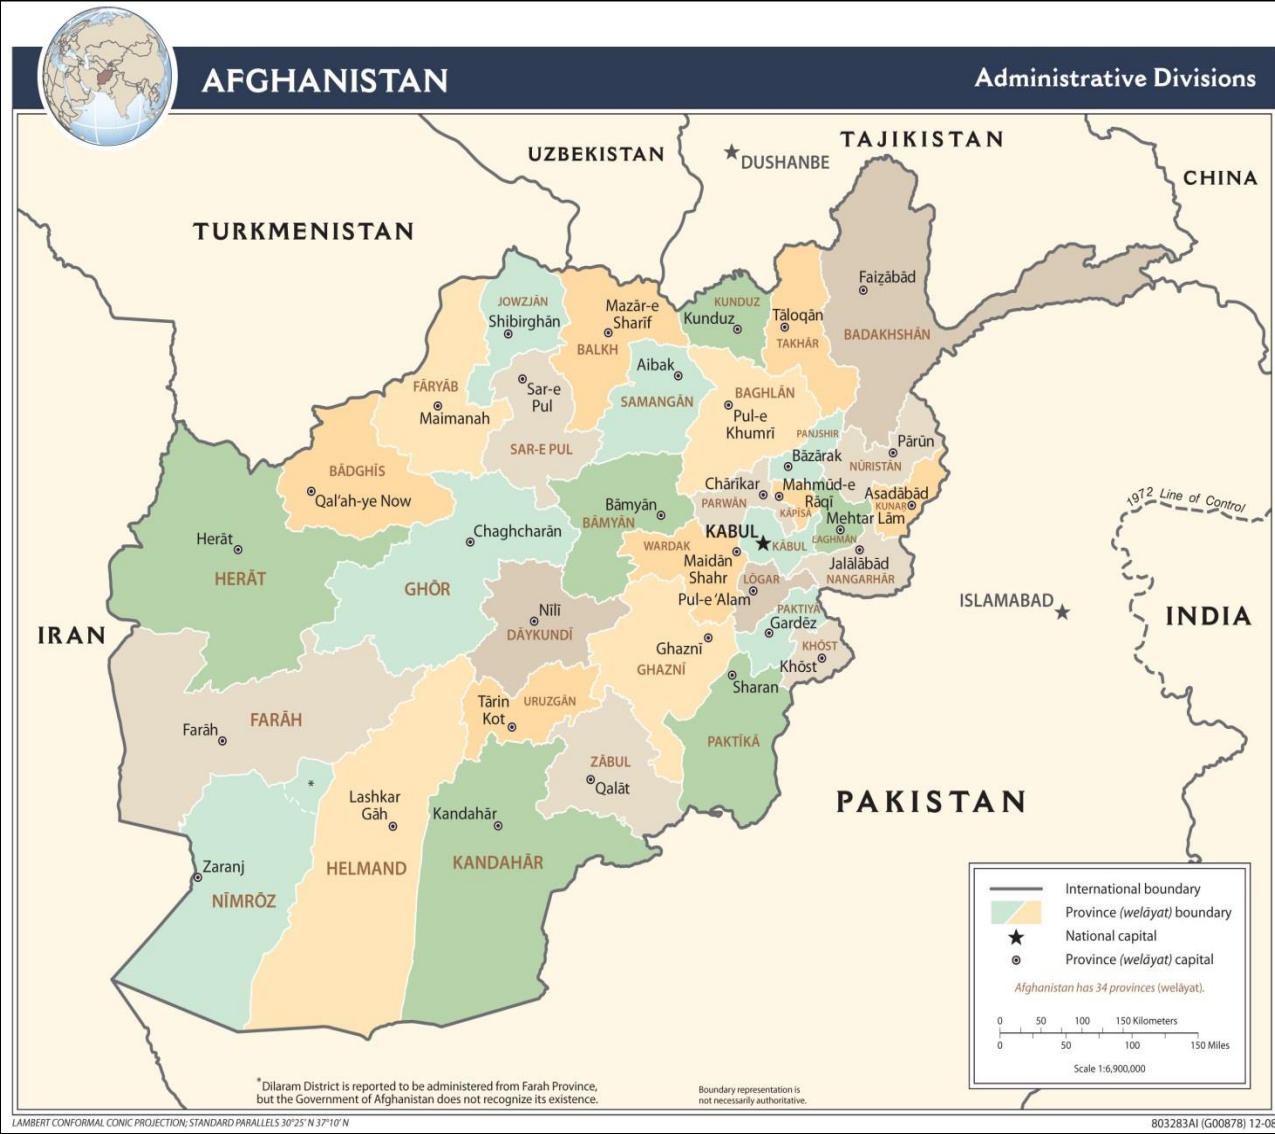 AFGHANISTAN
Administrative Divisions
UZBEKISTAN
DUSHANBE
TAJIKISTAN
CHINA
TURKMENISTAN
Faizābād
JOWZJĀN
Shibirghān
Mazār-e
Sharīf
BALKH
KUNDUZ
Kunduz
Tāloqān
TAKHĀR
BADAKHSHĀN
Aibak
SAMANGĀN
FĀRYĀB
Maimanah
Sar-e
Pul
SAR-E PUL
BAGHLĀN
Pul-e
Khumrī
PANJSHIR
Bāzārak
Pārūn
NŪRISTĀN
BĀDGHĪS
Qal'ah-ye Now
Chārīkar
PARWĀN
Mahmūd-e
Rāqī
KĀPĪSĀ
Asadābād
KUNAR
Mehtar Lām
LAGHMĀN
1972 Line of Control
Herāt
HERĀT
Chaghcharān
GHŌR
Bāmyān
BĀMYĀN
KABUL
KĀBUL
WARDAK
Maidān
Shahr
Jalālābād
NANGARHĀR
LŌGAR
Pul-e 'Alam
PAKTIYĀ
Gardēz
KHŌST
Khōst
ISLAMABAD
INDIA
IRAN
Nīlī
DĀYKUNDĪ
Ghaznī
GHAZNĪ
Sharan
PAKTĪKĀ
Tārin
Kot
URUZGĀN
Farāh
FARĀH
*
ZĀBUL
Qalāt
PAKISTAN
Lashkar
Gāh
HELMAND
Kandahār
KANDAHĀR
Zaranj
NĪMRŌZ
International boundary
Province (welāyat) boundary
National capital
Province (welāyat) capital
Afghanistan has 34 provinces (welāyat).
0 50 100 150 Kilometers
0 50 100 150 Miles
Scale 1:6,900,000
*Dilaram District is reported to be administered from Farah Province,
but the Government of Afghanistan does not recognize its existence.
Boundary representation is
not necessarily authoritative.
LAMBERT CONFORMAL CONIC PROJECTION; STANDARD PARALLELS 30°25' N 37°10' N
803283AI (G00878) 12-08